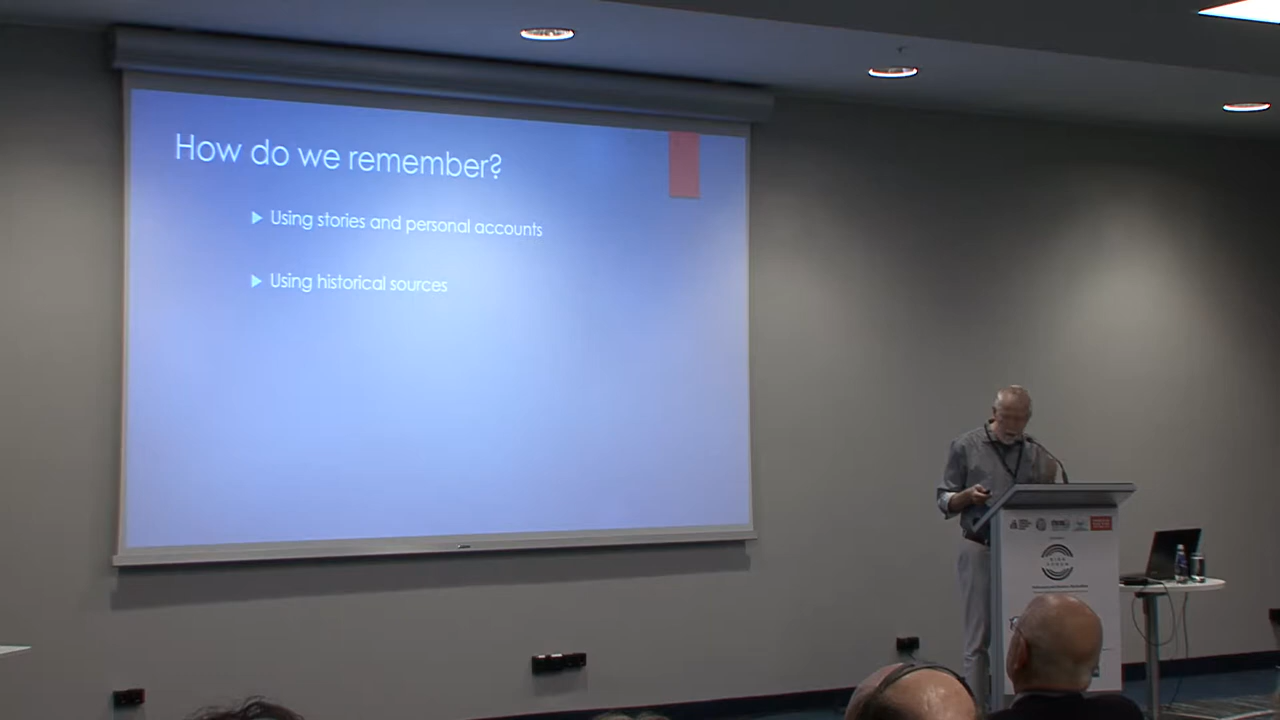 How do we remember?
Using stories and personal accounts
Using historical sources